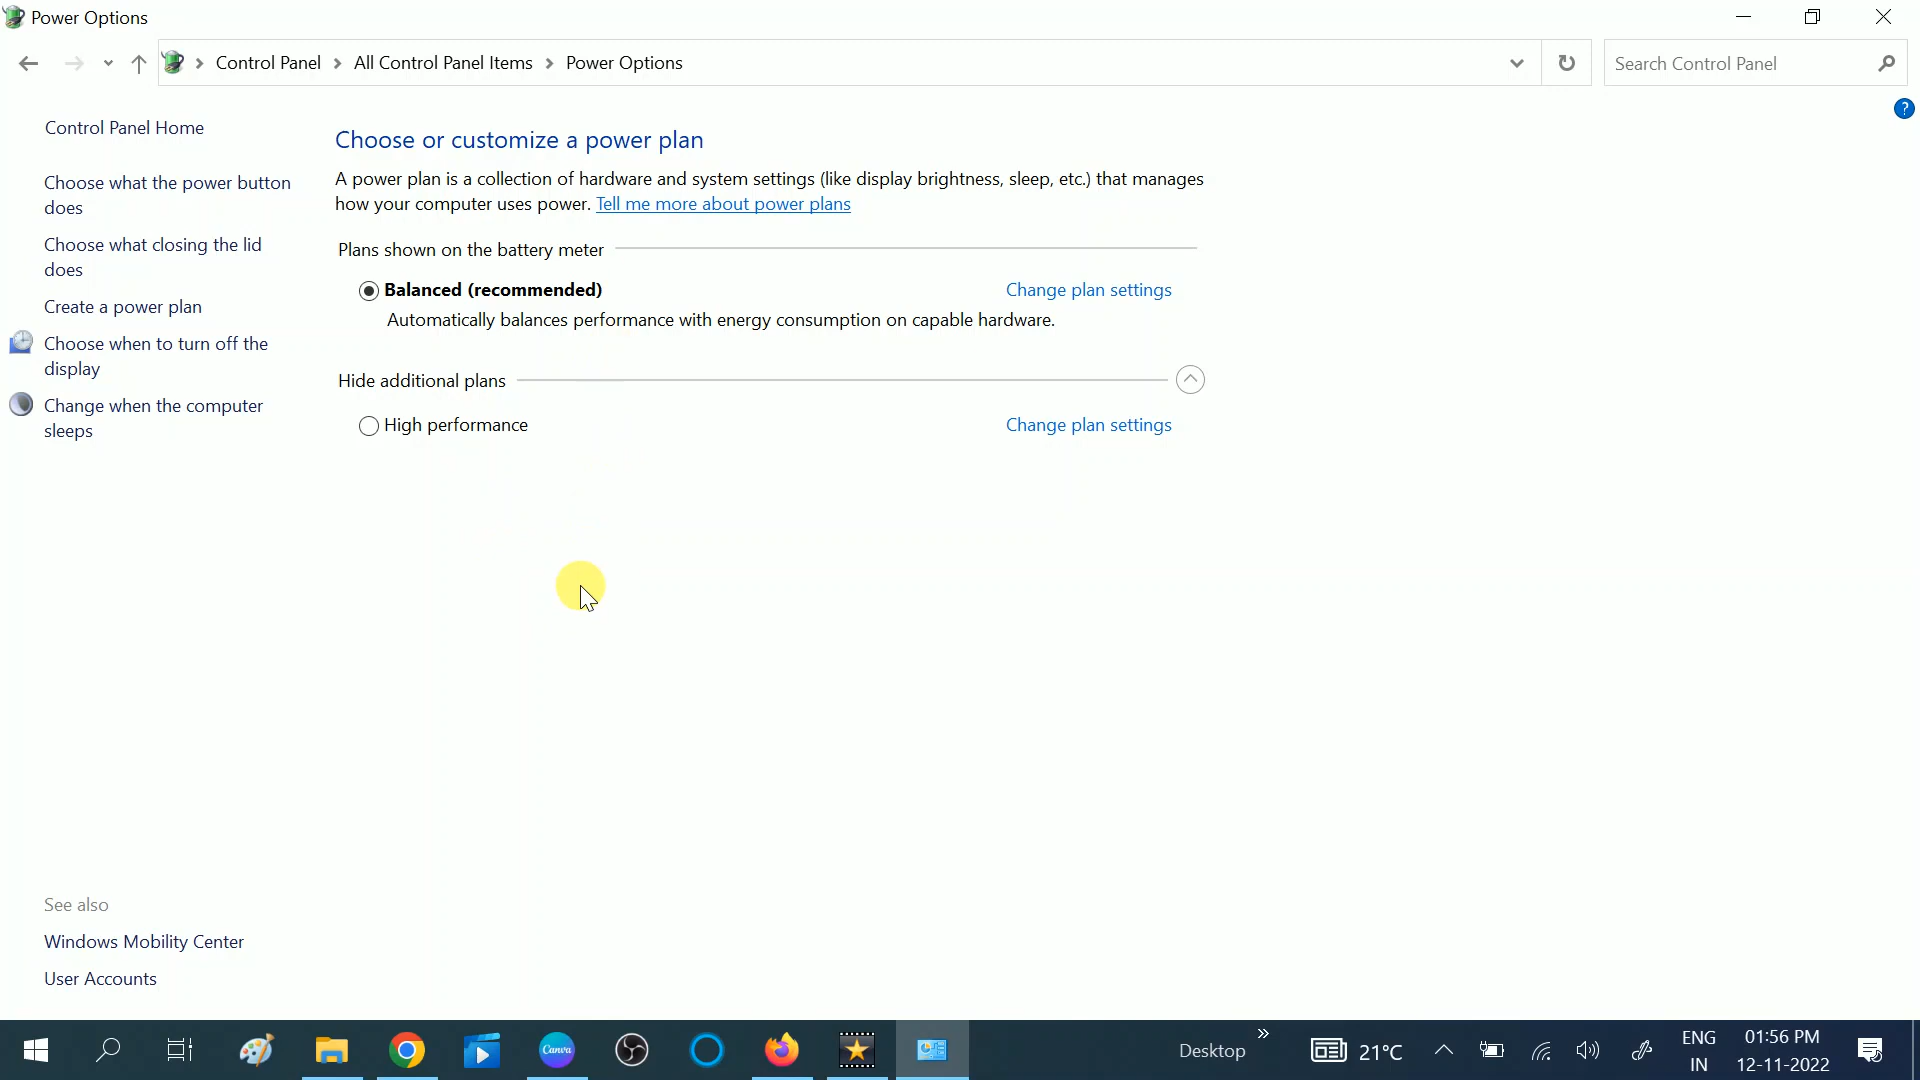 Power Options
Control Panel > All Control Panel Items > Power Options
Search Control Panel
?
Control Panel Home
Choose what the power button
does
Choose what closing the lid
does
Create a power plan
Choose when to turn off the
display
Change when the computer
sleeps
Choose or customize a power plan
A power plan is a collection of hardware and system settings (like display brightness, sleep, etc.) that manages
how your computer uses power. Tell me more about power plans
Plans shown on the battery meter
Balanced (recommended) Change plan settings
Automatically balances performance with energy consumption on capable hardware.
Hide additional plans
High performance Change plan settings
See also
Windows Mobility Center
User Accounts
Canva
Desktop
21°C
ENG
IN
01:56 PM
12-11-2022